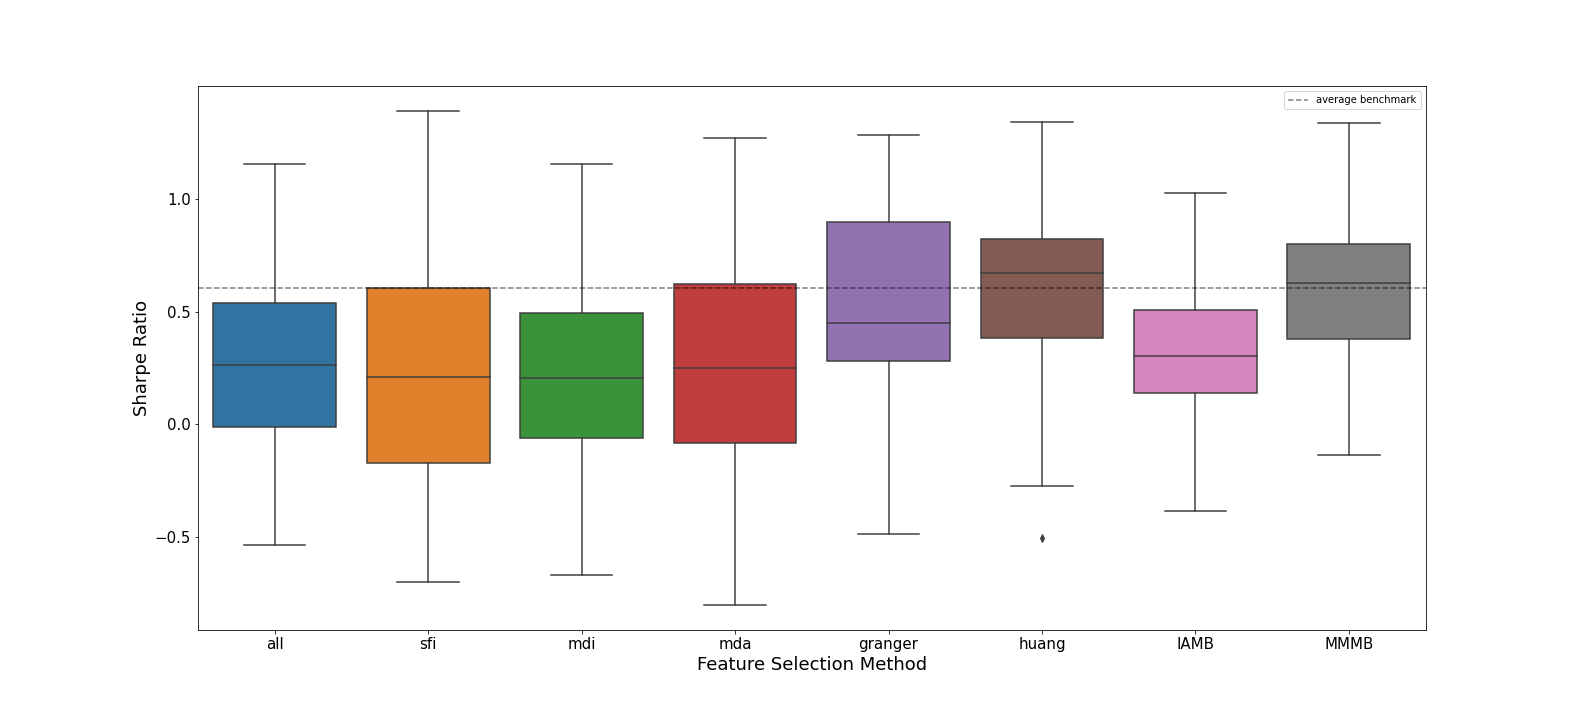 average benchmark
1.0
0.5
0.0
−0.5
Sharpe Ratio
all sfi mdi mda granger huang IAMB MMMB
Feature Selection Method